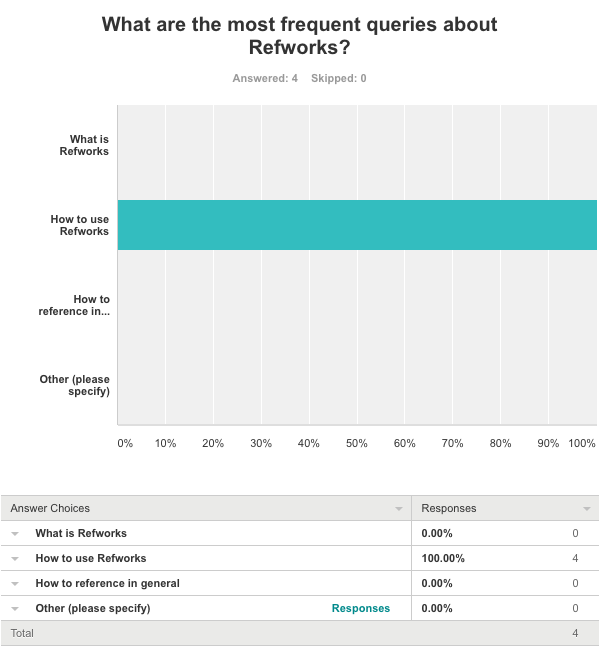 What are the most frequent queries about
Refworks?
Answered: 4 Skipped: 0
What is
Refworks
How to use
Refworks
How to
reference in...
Other (please
specify)
0% 10% 20% 30% 40% 50% 60% 70% 80% 90% 100%
Answer Choices Responses
What is Refworks 0.00% 0
How to use Refworks 100.00% 4
How to reference in general 0.00% 0
Other (please specify) Responses 0.00% 0
Total 4